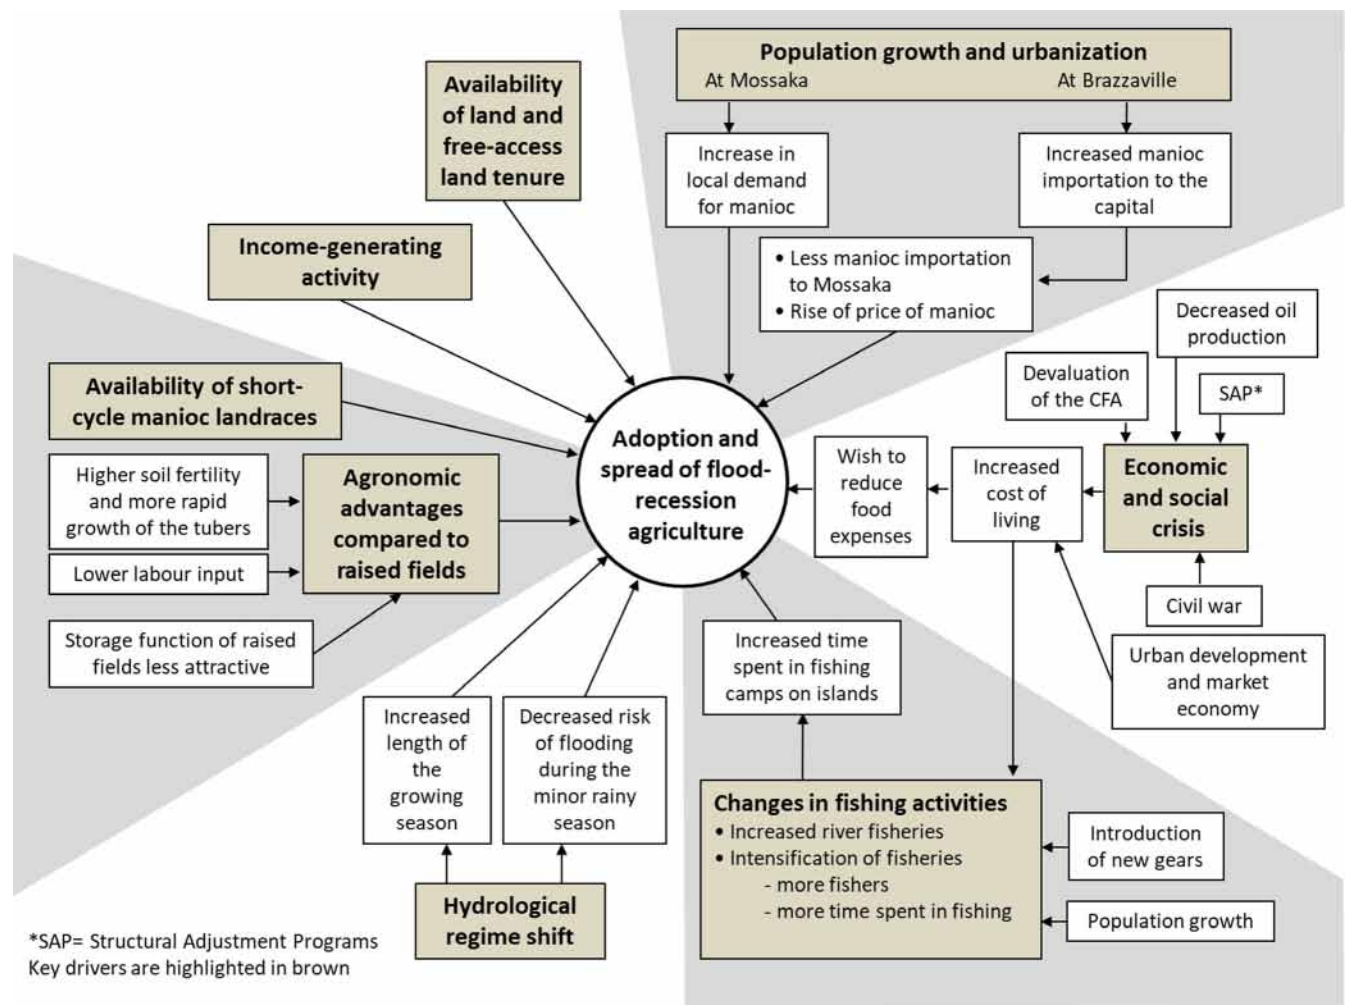 Population growth and urbanization
At Mossaka
At Brazzaville
Availability
of land and
free-access
land tenure
Increase in
local demand
for manioc
Increased manioc
importation to the
capital
Income-generating
activity
• Less manioc importation
to Mossaka
• Rise of price of manioc
Decreased oil
production
Devaluation
of the CFA
SAP*
Availability of short-
cycle manioc landraces
Adoption and
spread of flood-
recession
agriculture
Wish to
reduce
food
expenses
Increased
cost of
living
Economic
and social
crisis
Higher soil fertility
and more rapid
growth of the tubers
Agronomic
advantages
compared to
raised fields
Lower labour input
Civil war
Storage function of raised
fields less attractive
Increased time
spent in fishing
camps on islands
Urban development
and market
economy
Increased
length of
the
growing
season
Decreased risk
of flooding
during the
minor rainy
season
Changes in fishing activities
• Increased river fisheries
• Intensification of fisheries
- more fishers
- more time spent in fishing
Introduction
of new gears
Population growth
Hydrological
regime shift
*SAP= Structural Adjustment Programs
Key drivers are highlighted in brown